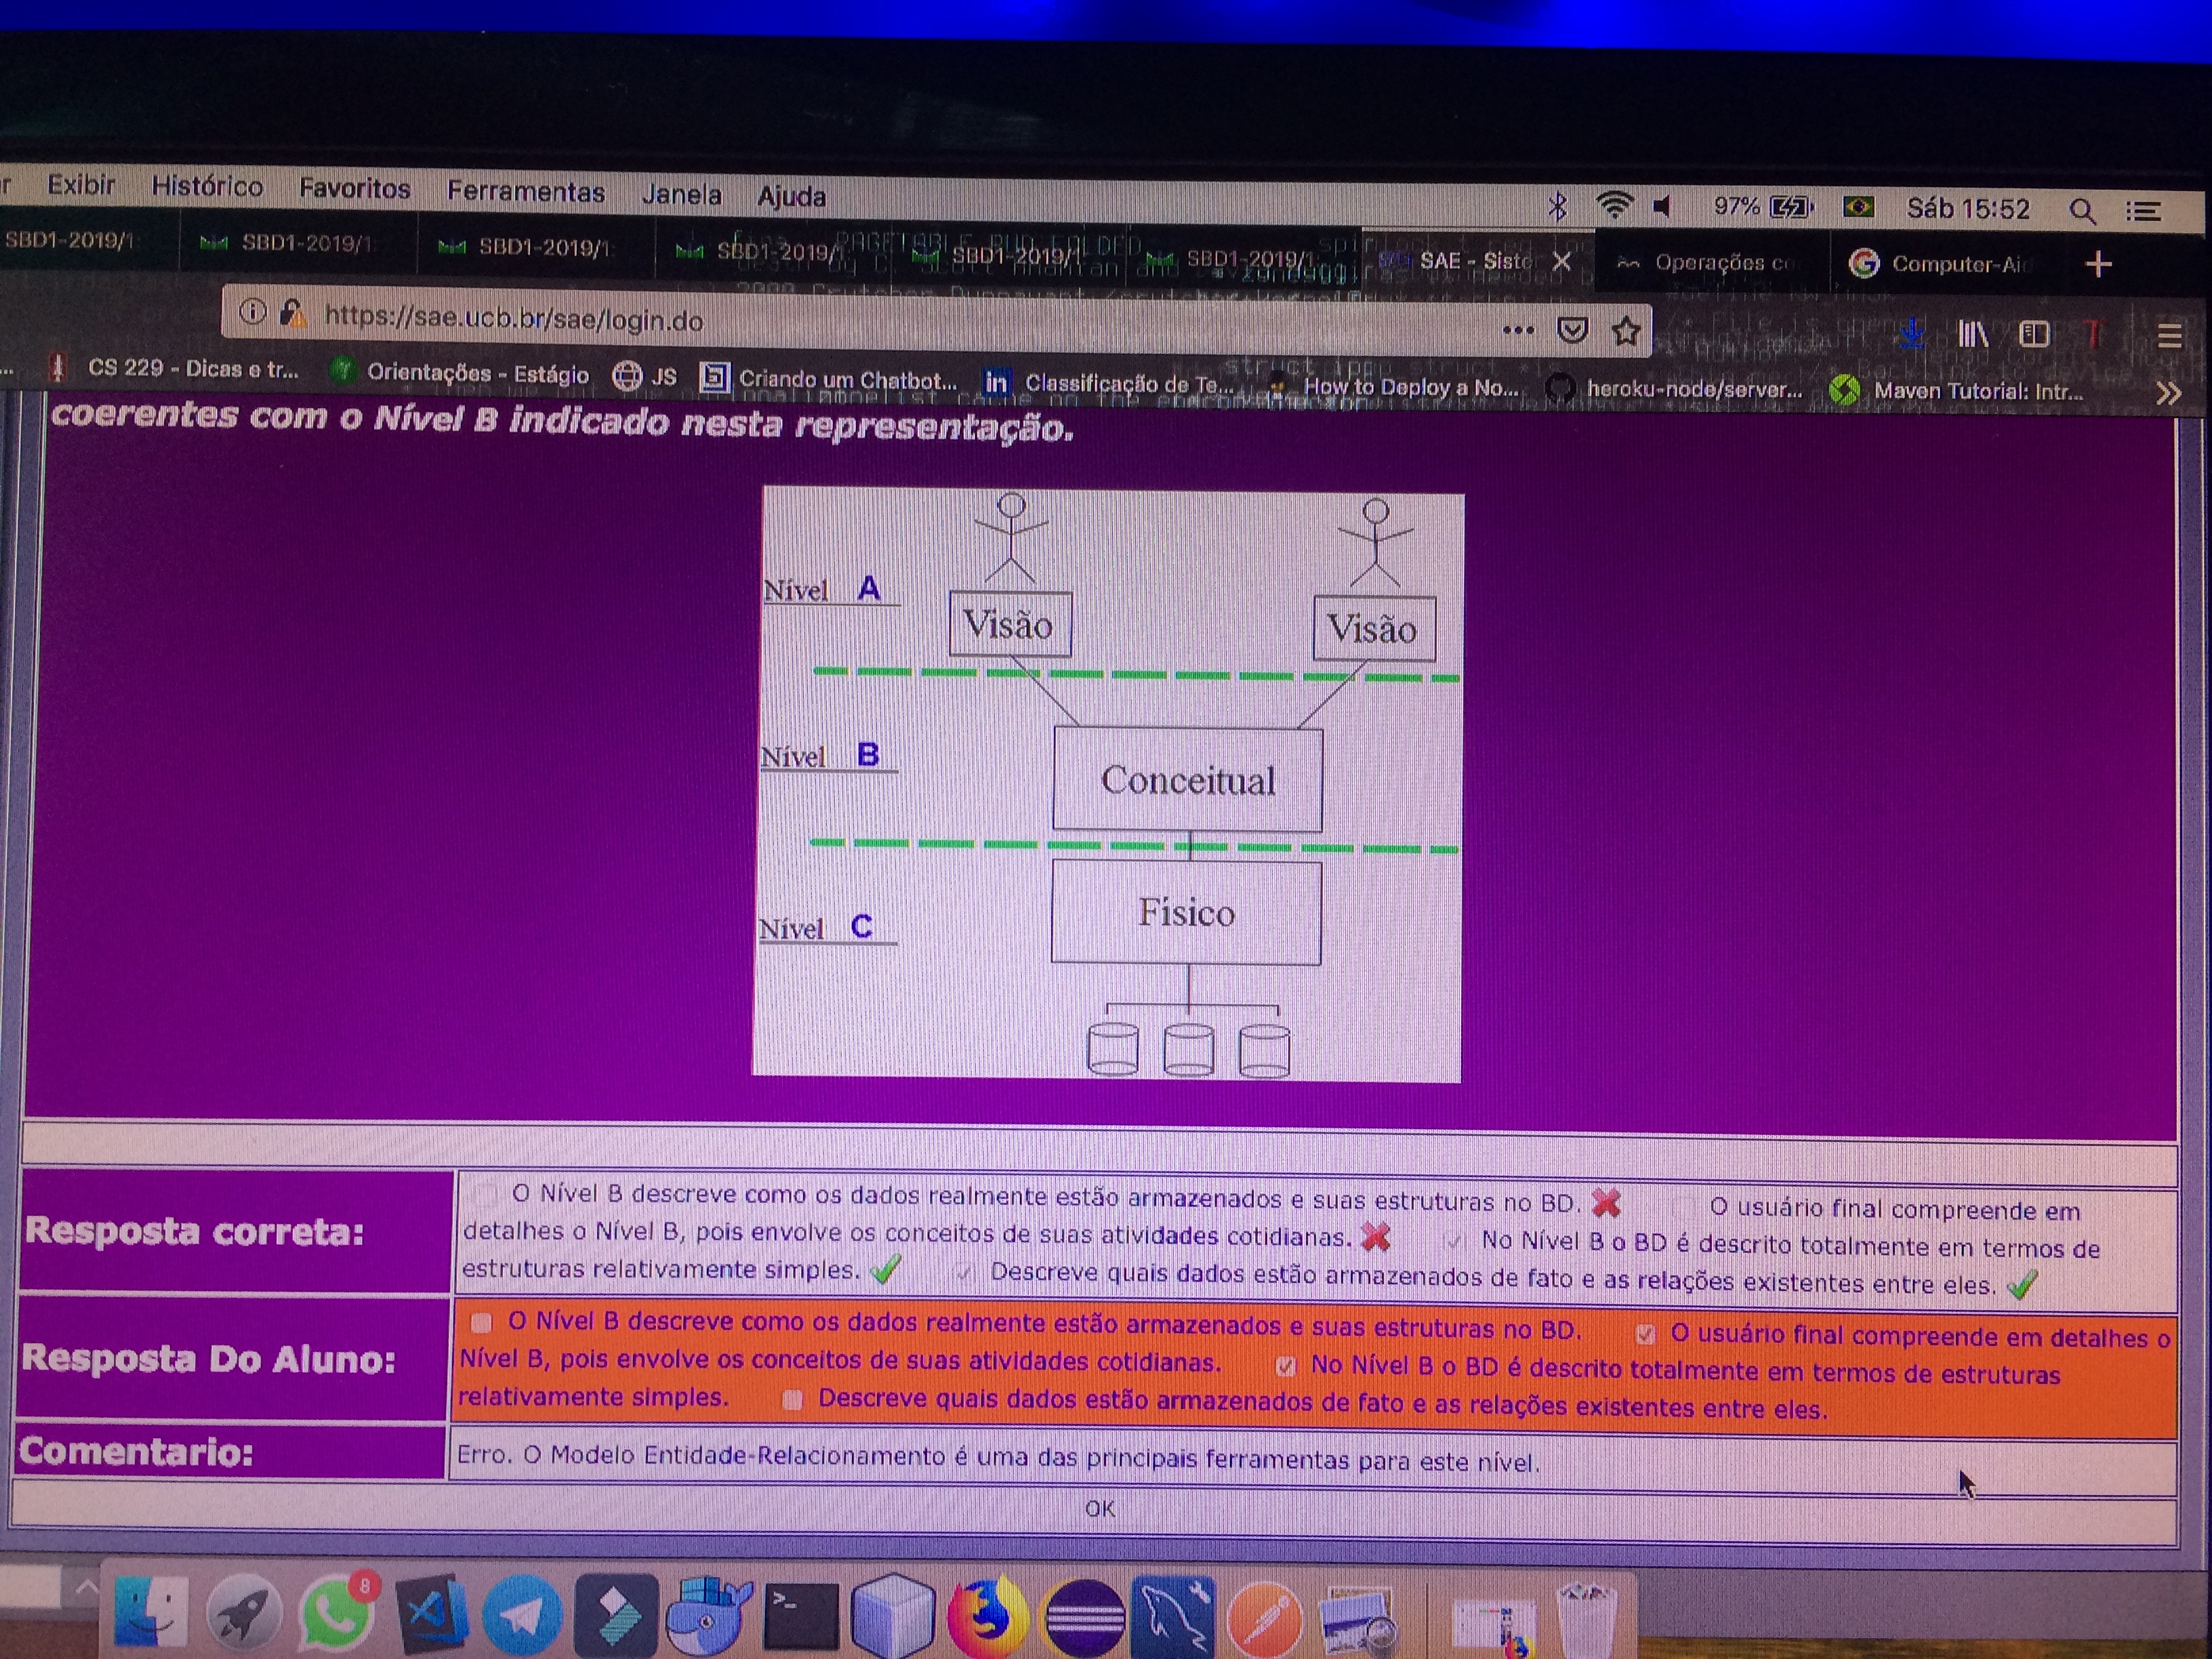 Exibir Histórico Favoritos Ferramentas Janela Ajuda 97% Sáb 15:52
SBD1-2019/1 SBD1-2019/1 SBD1-2019/1 SBD1-2019/1 SBD1-2019/1 SBD1-2019/1 SAE - Siste Operações co Computer-Ai
https://sae.ucb.br/sae/login.do
CS 229 - Dicas e tr... Orientações - Estágio JS Criando um Chatbot... Classificação de Te... How to Deploy a No... heroku-node/server... Maven Tutorial: Intr...
coerentes com o Nível B indicado nesta representação.
Nível A
Visão Visão
Nível B
Conceitual
Físico
Nível C
Resposta correta:
O Nível B descreve como os dados realmente estão armazenados e suas estruturas no BD. O usuário final compreende em
detalhes o Nível B, pois envolve os conceitos de suas atividades cotidianas. No Nível B o BD é descrito totalmente em termos de
estruturas relativamente simples. Descreve quais dados estão armazenados de fato e as relações existentes entre eles.
Resposta Do Aluno:
O Nível B descreve como os dados realmente estão armazenados e suas estruturas no BD. O usuário final compreende em detalhes o
Nível B, pois envolve os conceitos de suas atividades cotidianas. No Nível B o BD é descrito totalmente em termos de estruturas
relativamente simples. Descreve quais dados estão armazenados de fato e as relações existentes entre eles.
Comentario:
Erro. O Modelo Entidade-Relacionamento é uma das principais ferramentas para este nível.
OK
8